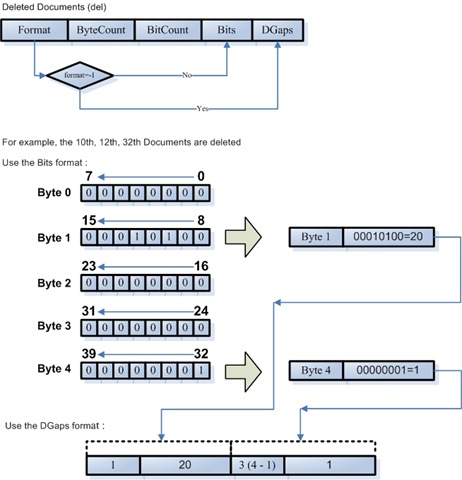 Deleted Documents (del)
Format ByteCount BitCount Bits DGaps
format=-1
No
Yes
For example, the 10th, 12th, 32th Documents are deleted
Use the Bits format :
7 0
Byte 0 0 0 0 0 0 0 0 0
15 8
Byte 1 0 0 0 1 0 1 0 0
Byte 1 00010100=20
23 16
Byte 2 0 0 0 0 0 0 0 0
31 24
Byte 3 0 0 0 0 0 0 0 0
39 32
Byte 4 0 0 0 0 0 0 0 1
Byte 4 00000001=1
Use the DGaps format :
1 20 3 (4 - 1) 1